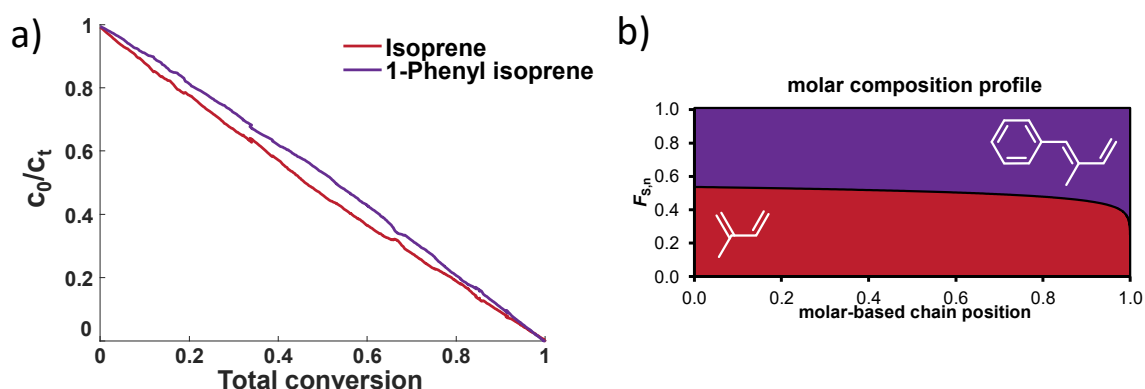 a)
1
0.8
0.6
0.4
0.2
0
c₀/cₜ
0
0.2
0.4
0.6
0.8
1
Total conversion
Isoprene
1-Phenyl isoprene
b)
molar composition profile
1.0
0.8
0.6
0.4
0.2
0.0
F_S,n
0.0
0.2
0.4
0.6
0.8
1.0
molar-based chain position